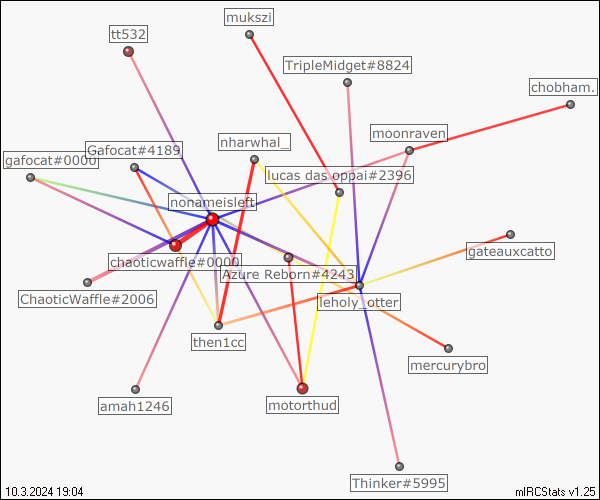 mukszi
tt532
TripleMidget#8824
chobham.
moonraven
nharwhal_
Gafocat#4189
gafocat#0000
lucas das oppai#2396
nonameisleft
gateauxcatto
chaoticwaffle#0000
Azure Reborn#4243
ChaoticWaffle#2006
leholy_otter
then1cc
mercurybro
amah1246
motorthud
Thinker#5995
10.3.2024 19:04
mIRCStats v1.25